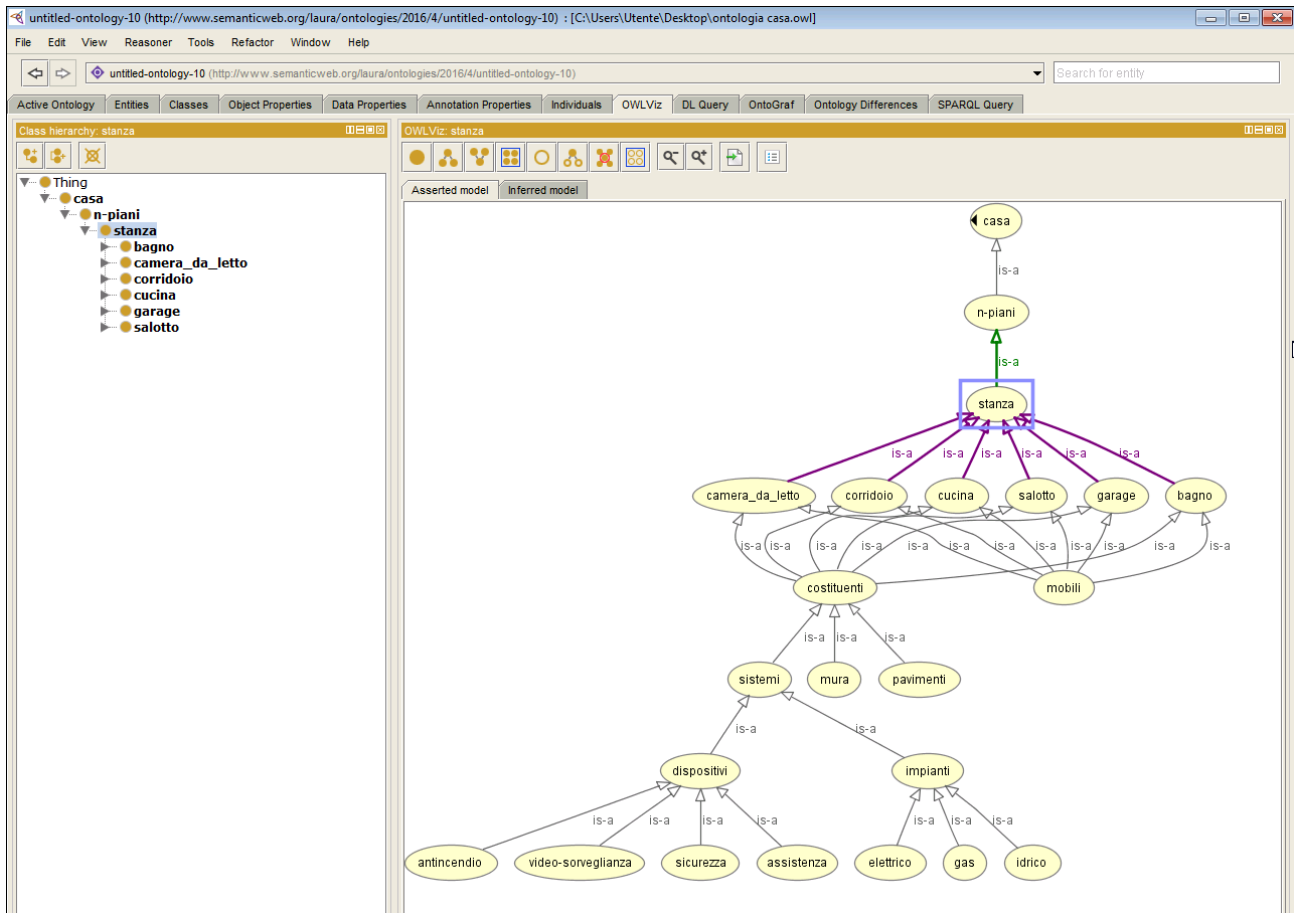 untitled-ontology-10 (http://www.semanticweb.org/laura/ontologies/2016/4/untitled-ontology-10) : [C:\Users\Utente\Desktop\ontologia casa.owl]
File Edit View Reasoner Tools Refactor Window Help
untitled-ontology-10 (http://www.semanticweb.org/laura/ontologies/2016/4/untitled-ontology-10)
Search for entity
Active Ontology Entities Classes Object Properties Data Properties Annotation Properties Individuals OWLViz DL Query OntoGraf Ontology Differences SPARQL Query
Class hierarchy: stanza
Thing
casa
n-piani
stanza
bagno
camera_da_letto
corridoio
cucina
garage
salotto
OWLViz: stanza
Asserted model Inferred model
casa
is-a
n-piani
is-a
stanza
is-a is-a is-a is-a is-a is-a
camera_da_letto corridoio cucina salotto garage bagno
is-a is-a is-a is-a is-a is-a is-a is-a is-a is-a is-a
costituenti mobili
is-a is-a is-a
sistemi mura pavimenti
is-a is-a
dispositivi impianti
is-a is-a is-a is-a is-a is-a is-a
antincendio video-sorveglianza sicurezza assistenza elettrico gas idrico